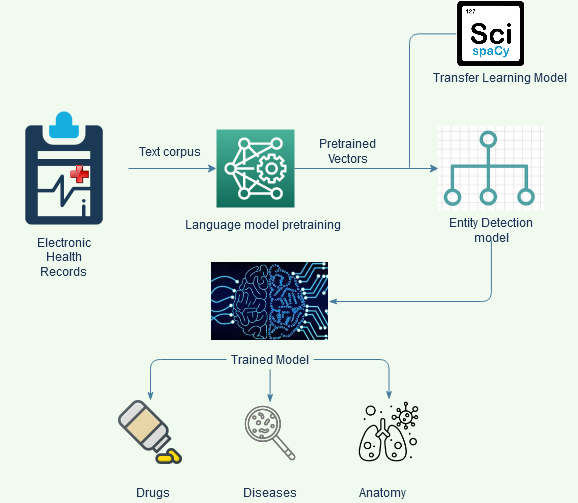 127
Sci
spaCy
Transfer Learning Model
Text corpus
Pretrained
Vectors
Language model pretraining
Entity Detection
model
Electronic
Health
Records
Trained Model
Drugs
Diseases
Anatomy